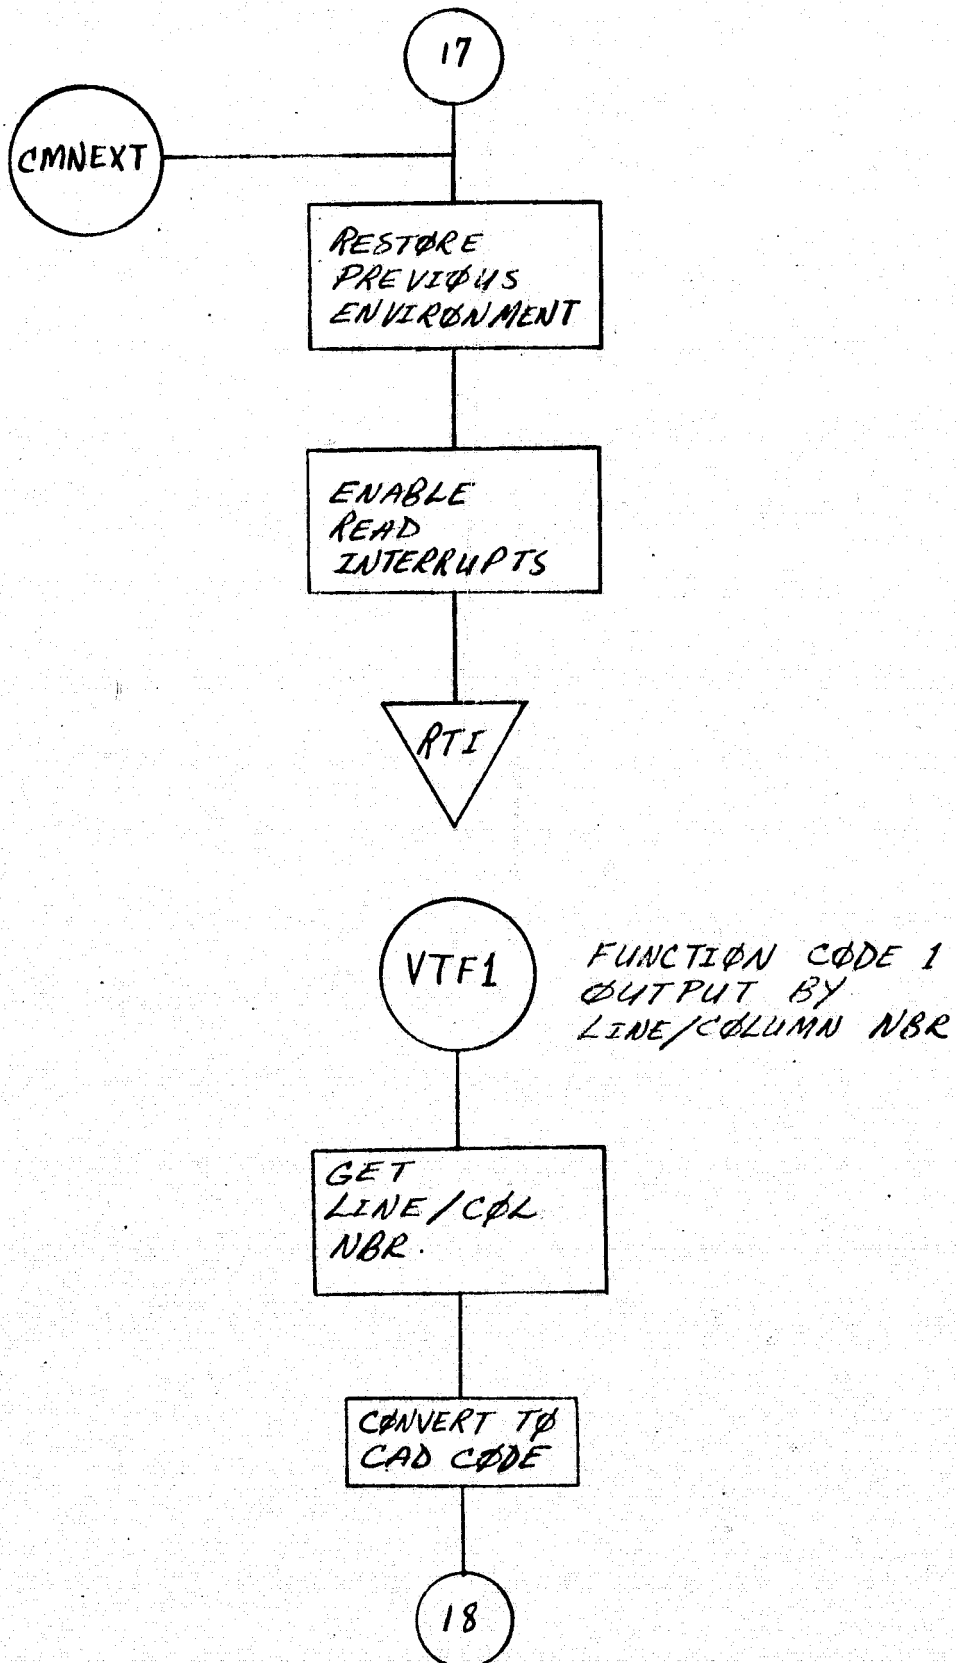 17
CMNEXT
RESTØRE
PREVIØUS
ENVIRØNMENT
ENABLE
READ
INTERRUPTS
RTI
VTF1
FUNCTIØN CØDE 1
ØUTPUT BY
LINE/CØLUMN NBR
GET
LINE/CØL
NBR.
CØNVERT TØ
CAD CØDE
18